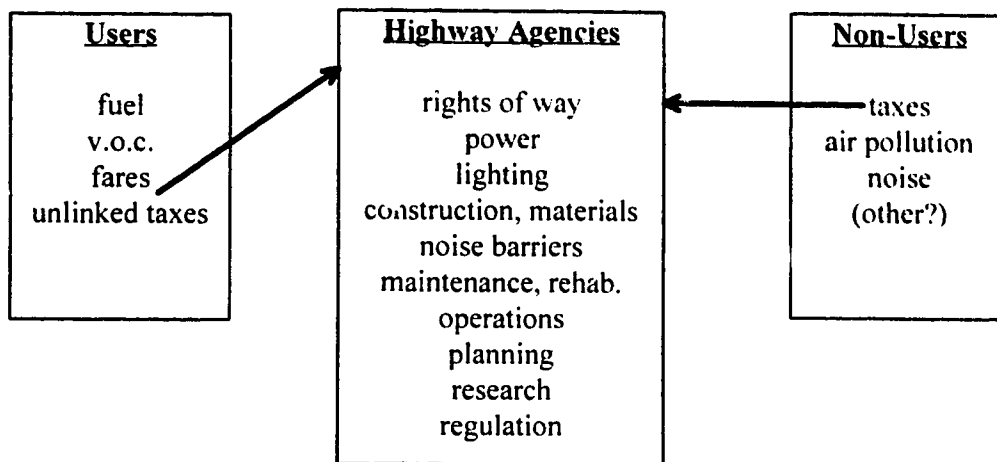 Users
fuel
v.o.c.
fares
unlinked taxes
Highway Agencies
rights of way
power
lighting
construction, materials
noise barriers
maintenance, rehab.
operations
planning
research
regulation
Non-Users
taxes
air pollution
noise
(other?)